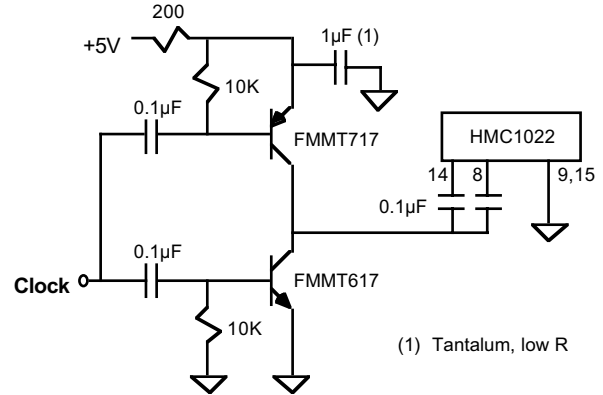 200
+5V
1µF (1)
10K
0.1µF
FMMT717
HMC1022
14
8
9,15
0.1µF
0.1µF
Clock
FMMT617
10K
(1) Tantalum, low R